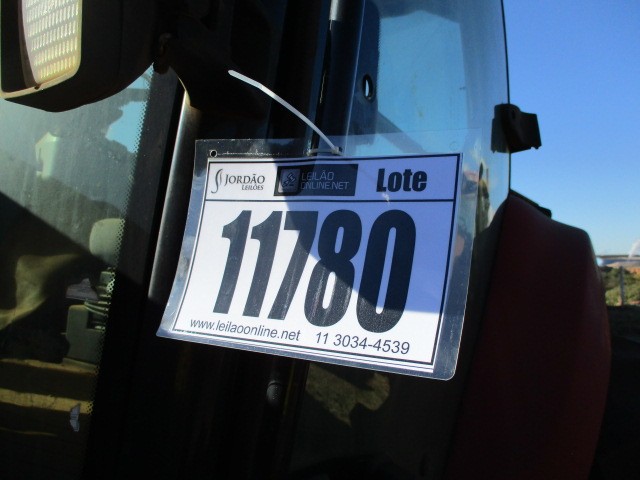 JORDÃO LEILÕES LEILÃO ONLINE.NET Lote
11780
www.leilaoonline.net 11 3034-4539